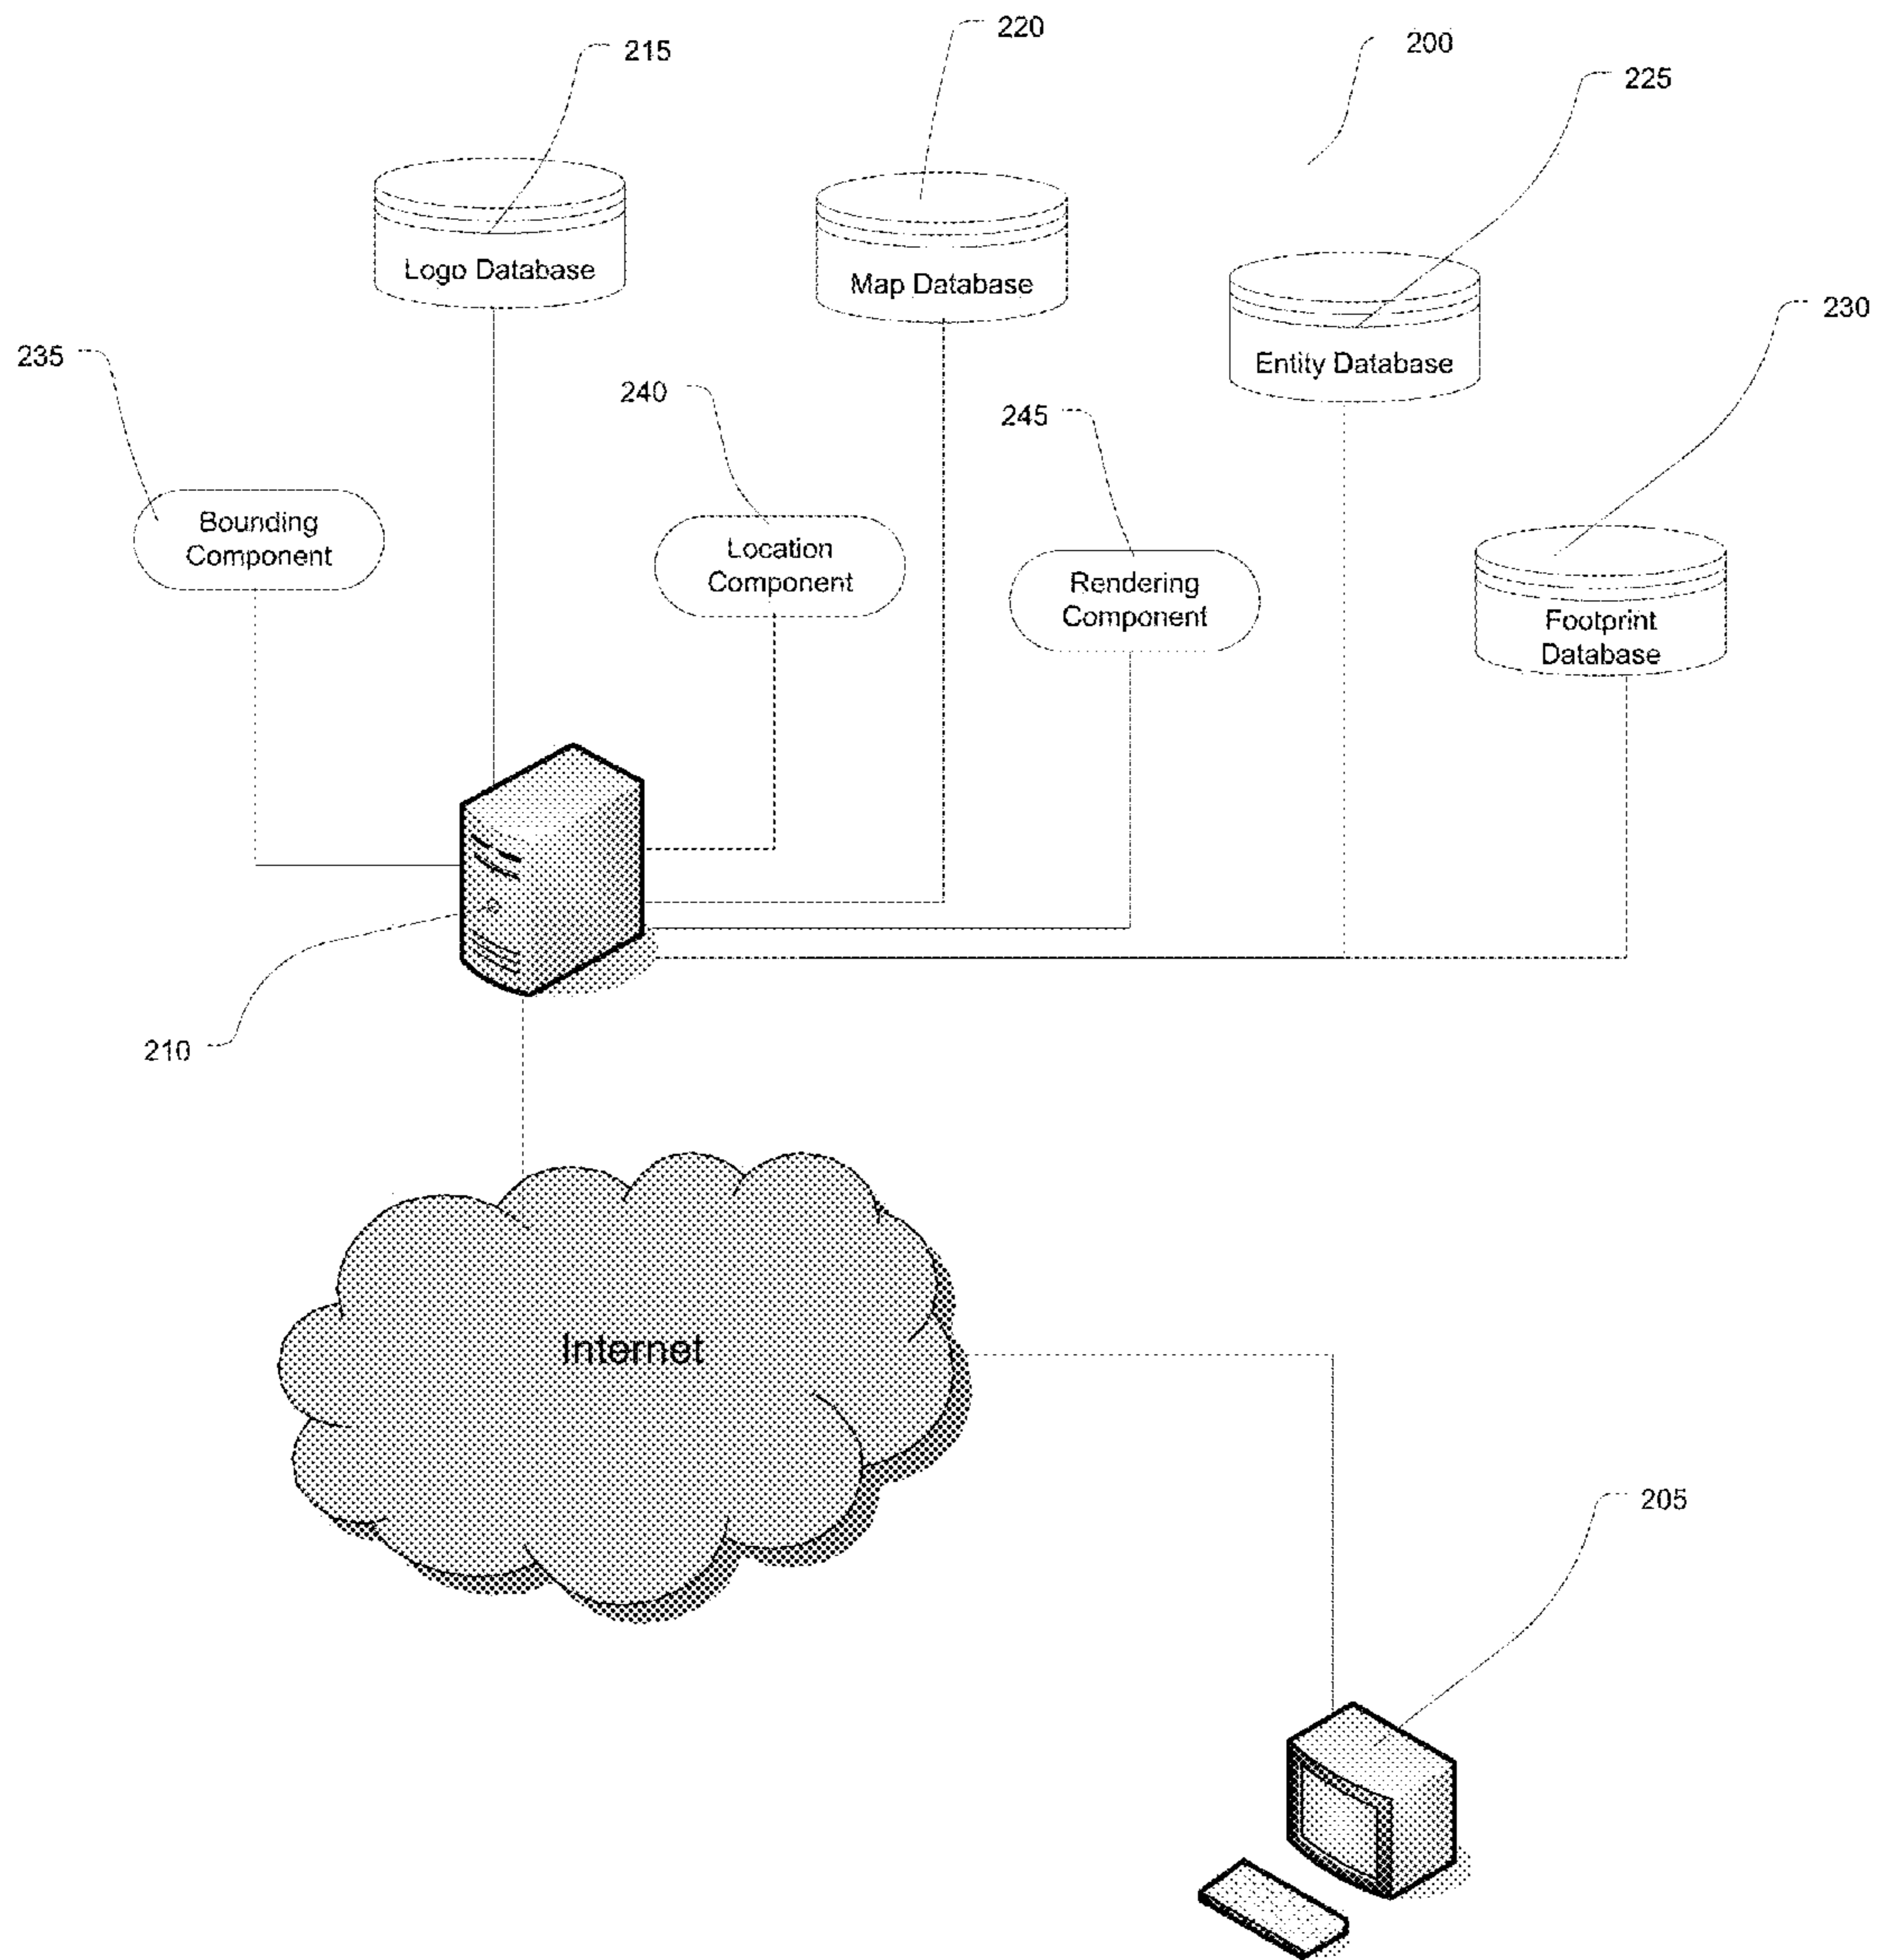 220
200
215
225
Logo Database
Map Database
230
235
Entity Database
240
245
Bounding
Component
Location
Component
Rendering
Component
Footprint
Database
210
Internet
205